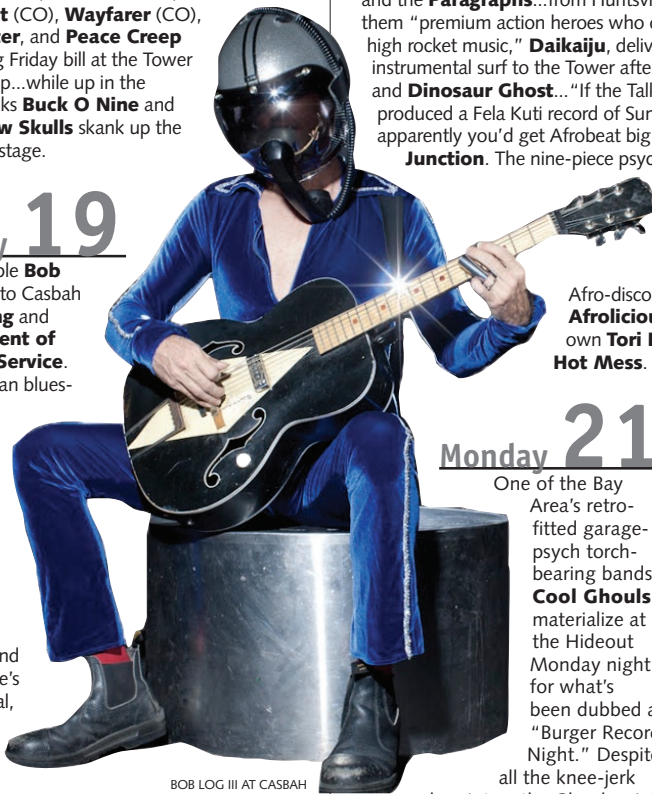 t (CO), Wayfarer (CO),
ter, and Peace Creep
g Friday bill at the Tower
p...while up in the
ks Buck O Nine and
w Skulls skank up the
stage.
y 19
ble Bob
to Casbah
ng and
ent of
Service.
an blues-
nd
e's
al,
BOB LOG III AT CASBAH
and the Paragraphs...from Huntsvi
them “premium action heroes who
high rocket music,” Daikaiju, deliv
instrumental surf to the Tower afte
and Dinosaur Ghost...“If the Talk
produced a Fela Kuti record of Sun
apparently you’d get Afrobeat big
Junction. The nine-piece psyc
Afro-disco
Afroliciou
own Tori
Hot Mess.
Monday 21
One of the Bay
Area’s retro-
fitted garage-
psych torch-
bearing bands
Cool Ghouls
materialize at
the Hideout
Monday night
for what’s
been dubbed a
“Burger Record
Night.” Despite
all the knee-jerk